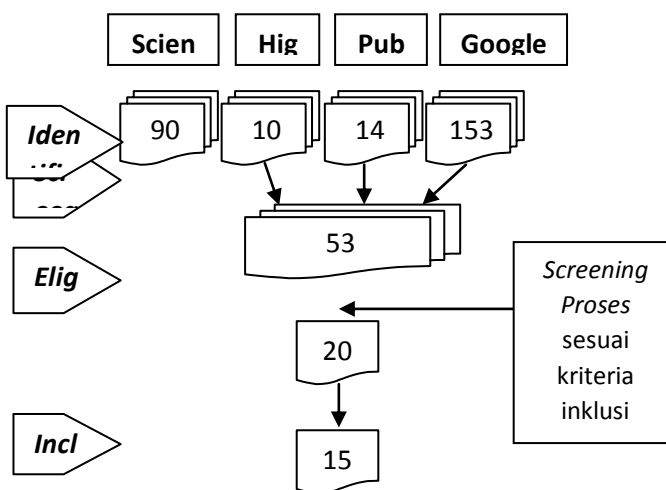 Scien Hig Pub Google
Iden
90 10 14 153
53
Elig
Screening
Proses
sesuai
kriteria
inklusi
20
Incl
15